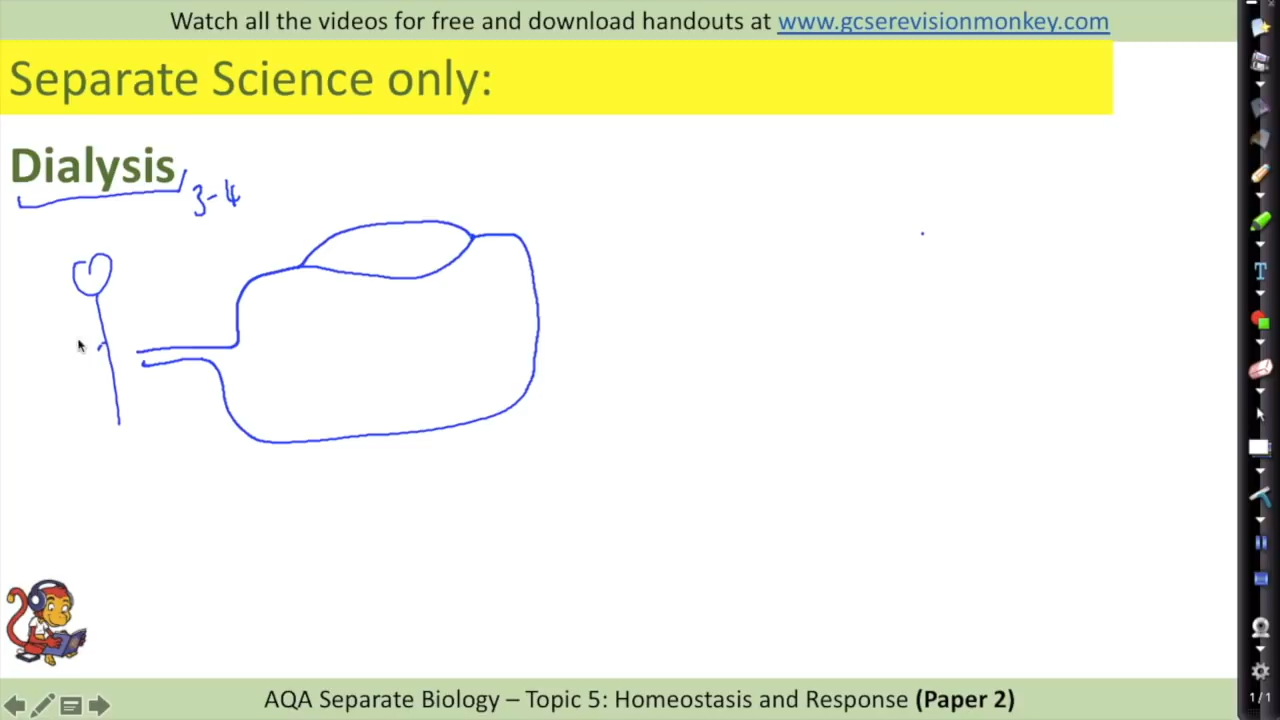 Watch all the videos for free and download handouts at www.gcserevisionmonkey.com
Separate Science only:
Dialysis
3-4
AQA Separate Biology – Topic 5: Homeostasis and Response (Paper 2)
1/1